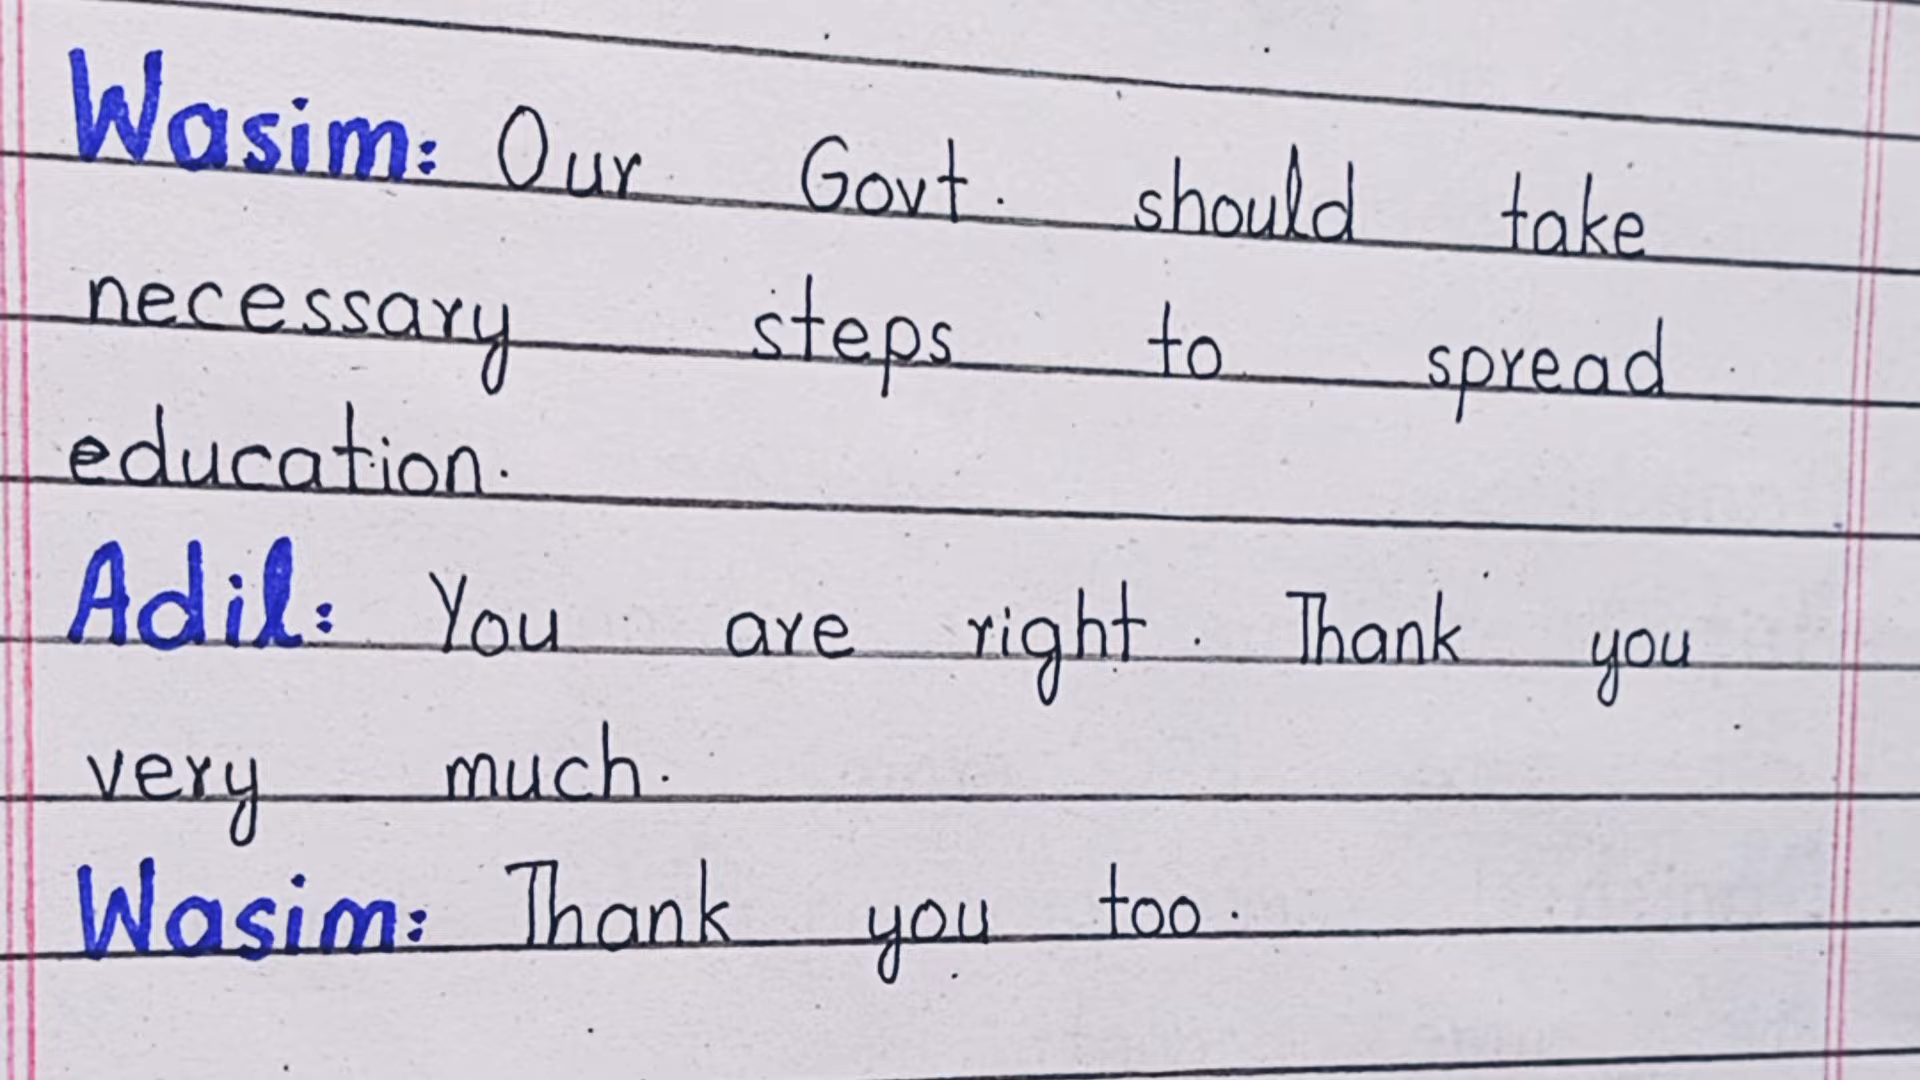 Wasim: Our Govt. should take
necessary steps to spread
education.
Adil: You are right. Thank you
very much.
Wasim: Thank you too.